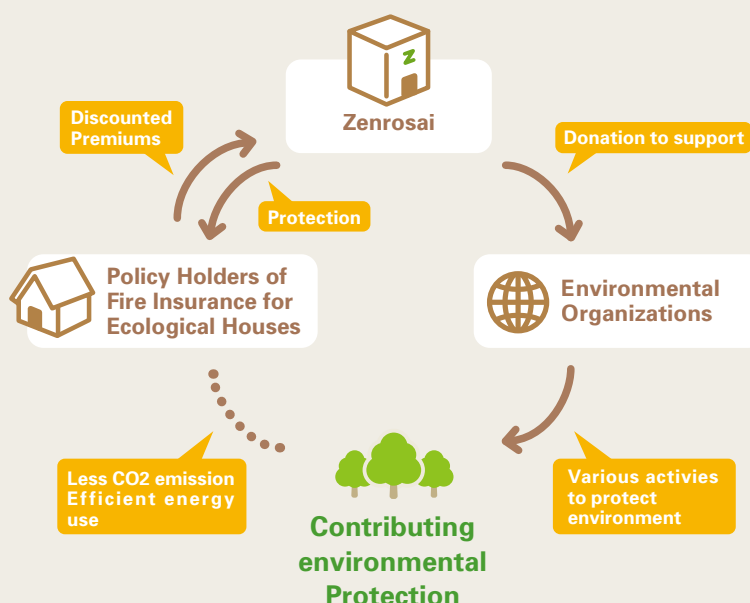 Z
Zenrosai
Discounted
Premiums
Donation to support
Protection
Policy Holders of
Fire Insurance for
Ecological Houses
Environmental
Organizations
Less CO2 emission
Efficient energy
use
Various activies
to protect
environment
Contributing
environmental
Protection